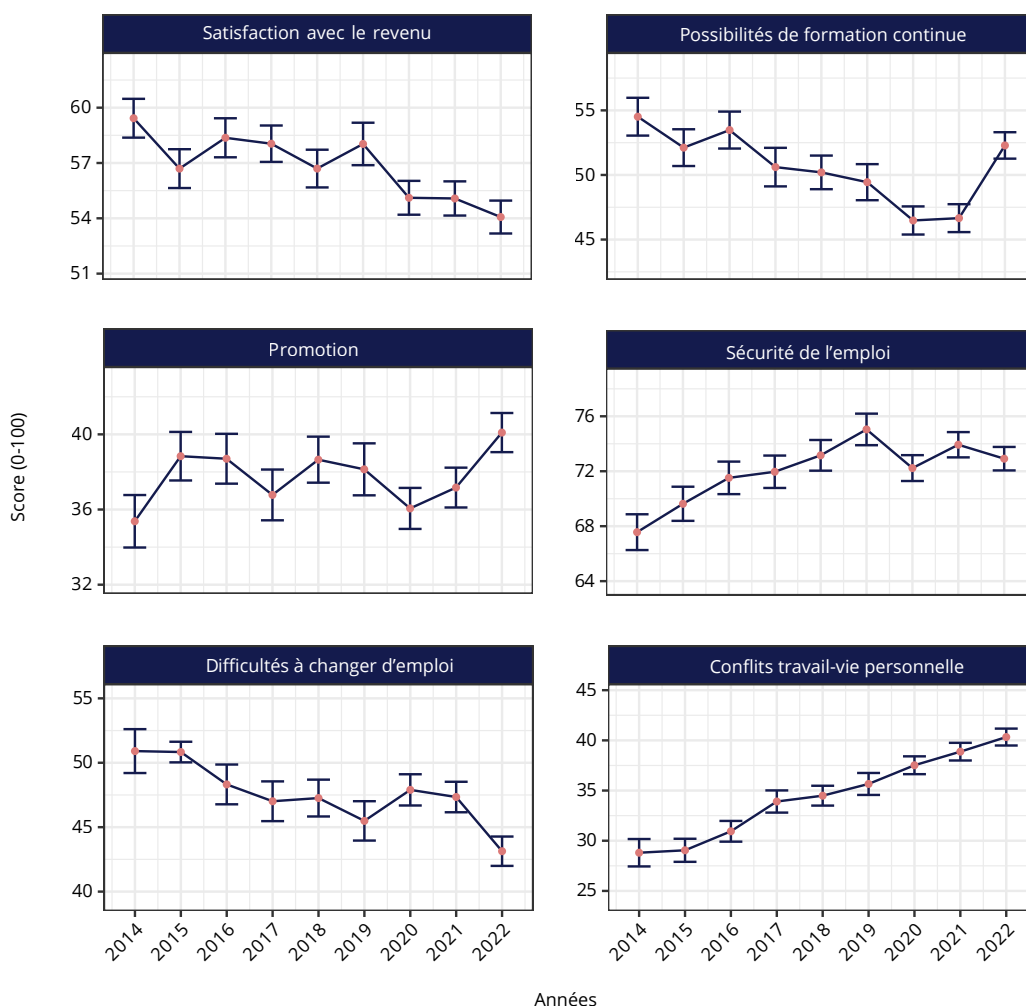 Satisfaction avec le revenu
60
57
54
51
Possibilités de formation continue
55
50
45
Score (0-100)
Promotion
40
36
32
Sécurité de l’emploi
76
72
68
64
Difficultés à changer d’emploi
55
50
45
40
2014 2015 2016 2017 2018 2019 2020 2021 2022
Conflits travail-vie personnelle
45
40
35
30
25
2014 2015 2016 2017 2018 2019 2020 2021 2022
Années